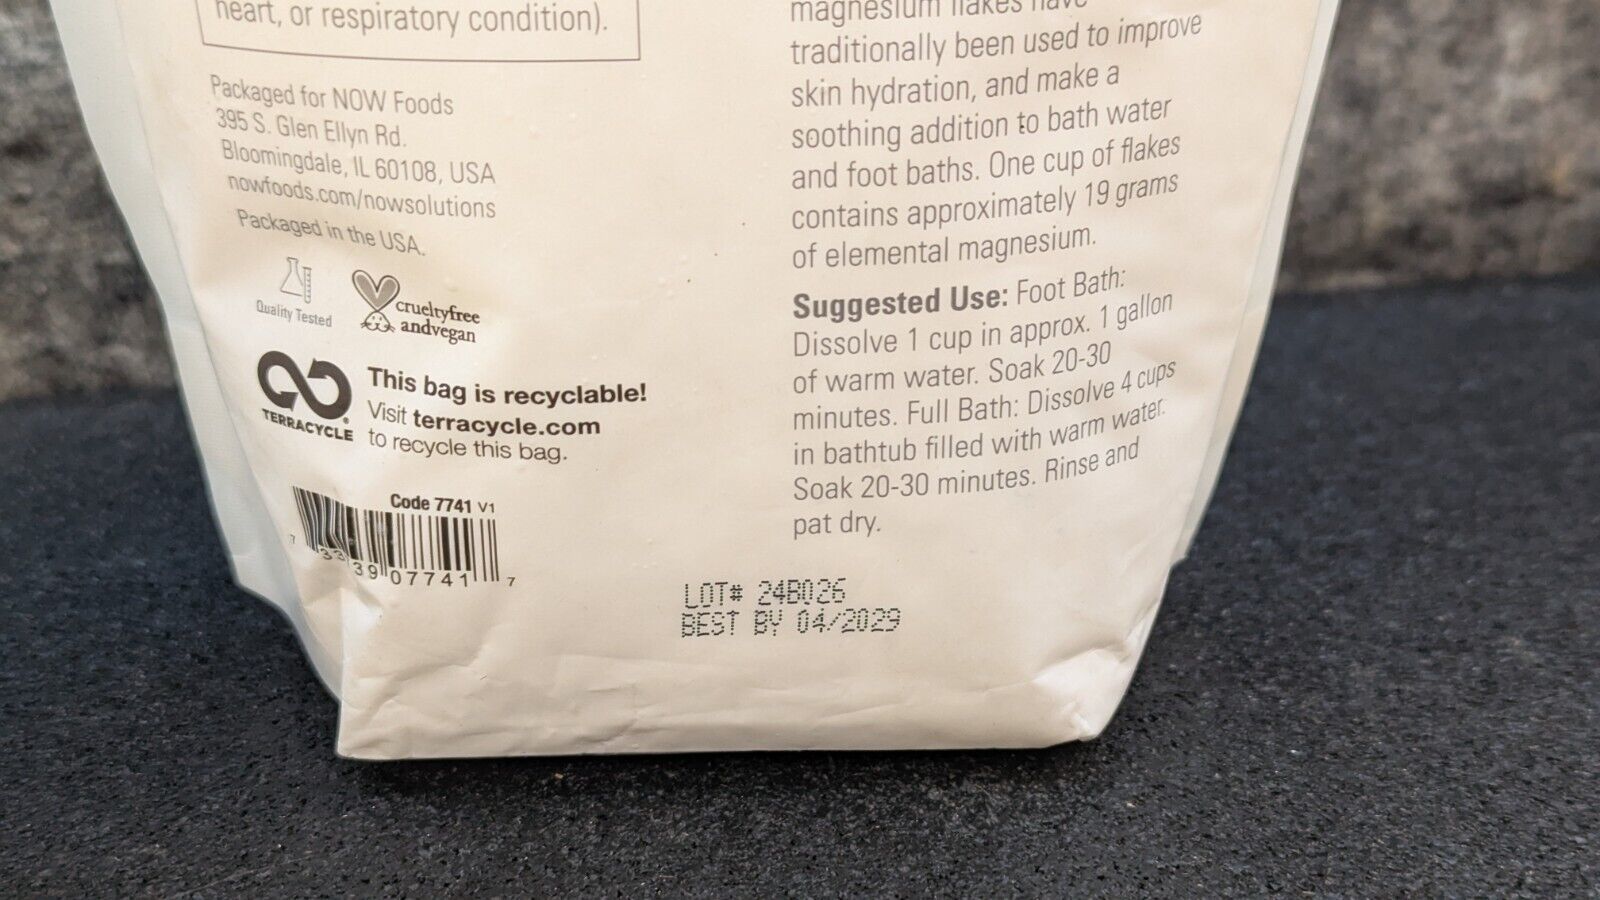 heart, or respiratory condition).
Packaged for NOW Foods
395 S. Glen Ellyn Rd.
Bloomingdale, IL 60108, USA
nowfoods.com/nowsolutions
Packaged in the USA.
Quality Tested
crueltyfree
andvegan
TERRACYCLE®
This bag is recyclable!
Visit terracycle.com
to recycle this bag.
Code 7741 V1
7 33739 07741 7
magnesium flakes have
traditionally been used to improve
skin hydration, and make a
soothing addition to bath water
and foot baths. One cup of flakes
contains approximately 19 grams
of elemental magnesium.
Suggested Use: Foot Bath:
Dissolve 1 cup in approx. 1 gallon
of warm water. Soak 20-30
minutes. Full Bath: Dissolve 4 cups
in bathtub filled with warm water.
Soak 20-30 minutes. Rinse and
pat dry.
LOT# 24B026
BEST BY 04/2029